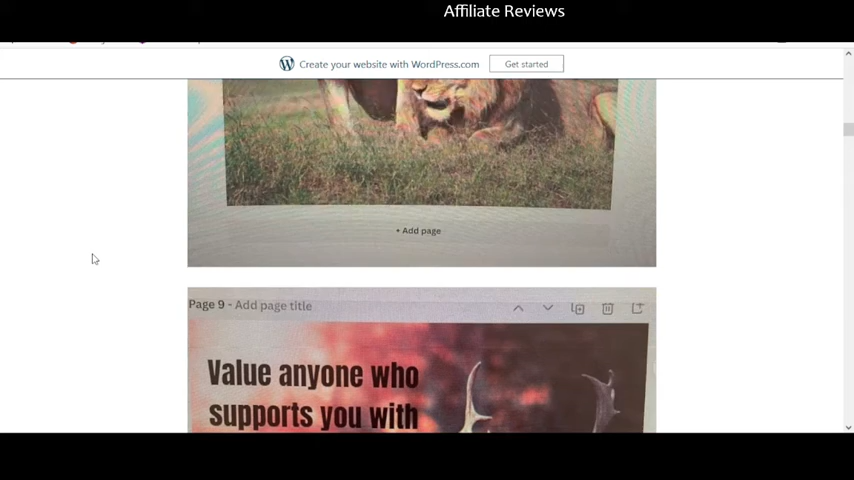 Affiliate Reviews
Create your website with WordPress.com
Get started
+ Add page
Page 9 - Add page title
Value anyone who
supports you with